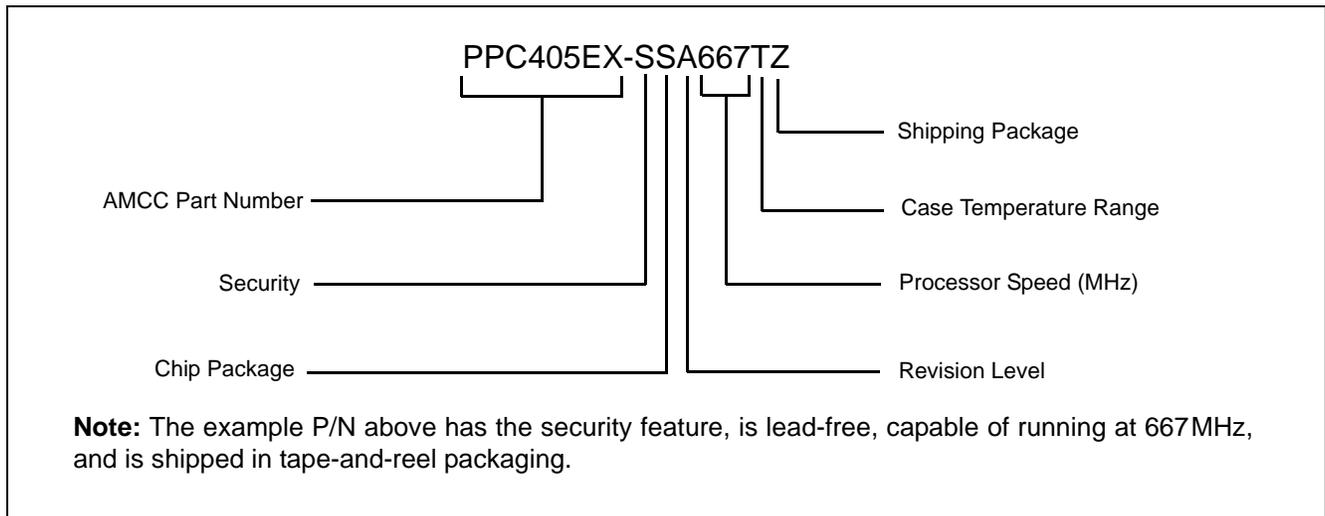 PPC405EX-SSA667TZ
Shipping Package
AMCC Part Number
Case Temperature Range
Security
Processor Speed (MHz)
Chip Package
Revision Level
Note: The example P/N above has the security feature, is lead-free, capable of running at 667MHz,
and is shipped in tape-and-reel packaging.